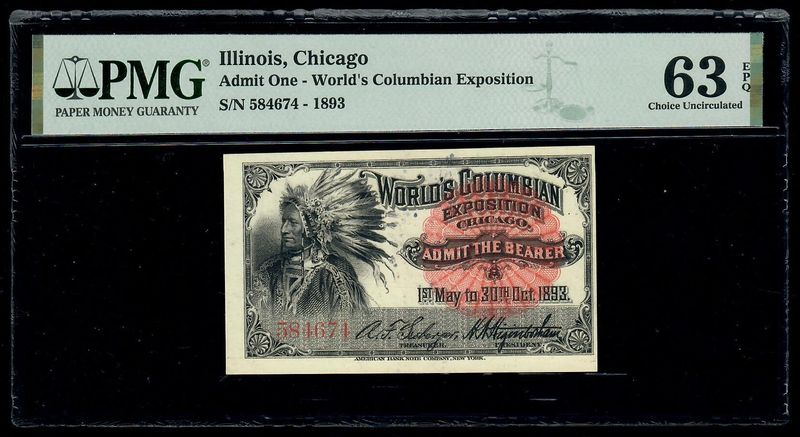 PMG
PAPER MONEY GUARANTY
Illinois, Chicago
Admit One - World's Columbian Exposition
S/N 584674 - 1893
63 EPQ
Choice Uncirculated
WORLD'S COLUMBIAN
EXPOSITION
CHICAGO.
ADMIT THE BEARER
1ST May to 30TH Oct. 1893.
584674
TREASURER. PRESIDENT
AMERICAN BANK NOTE COMPANY, NEW YORK.